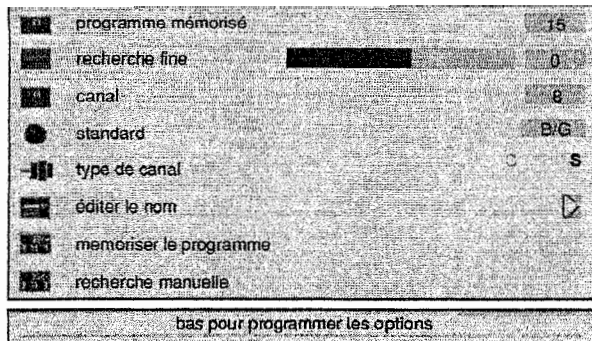 programme mémorisé 15
recherche fine 0
canal 8
standard B/G
type de canal C S
éditer le nom
memoriser le programme
recherche manuelle
bas pour programmer les options